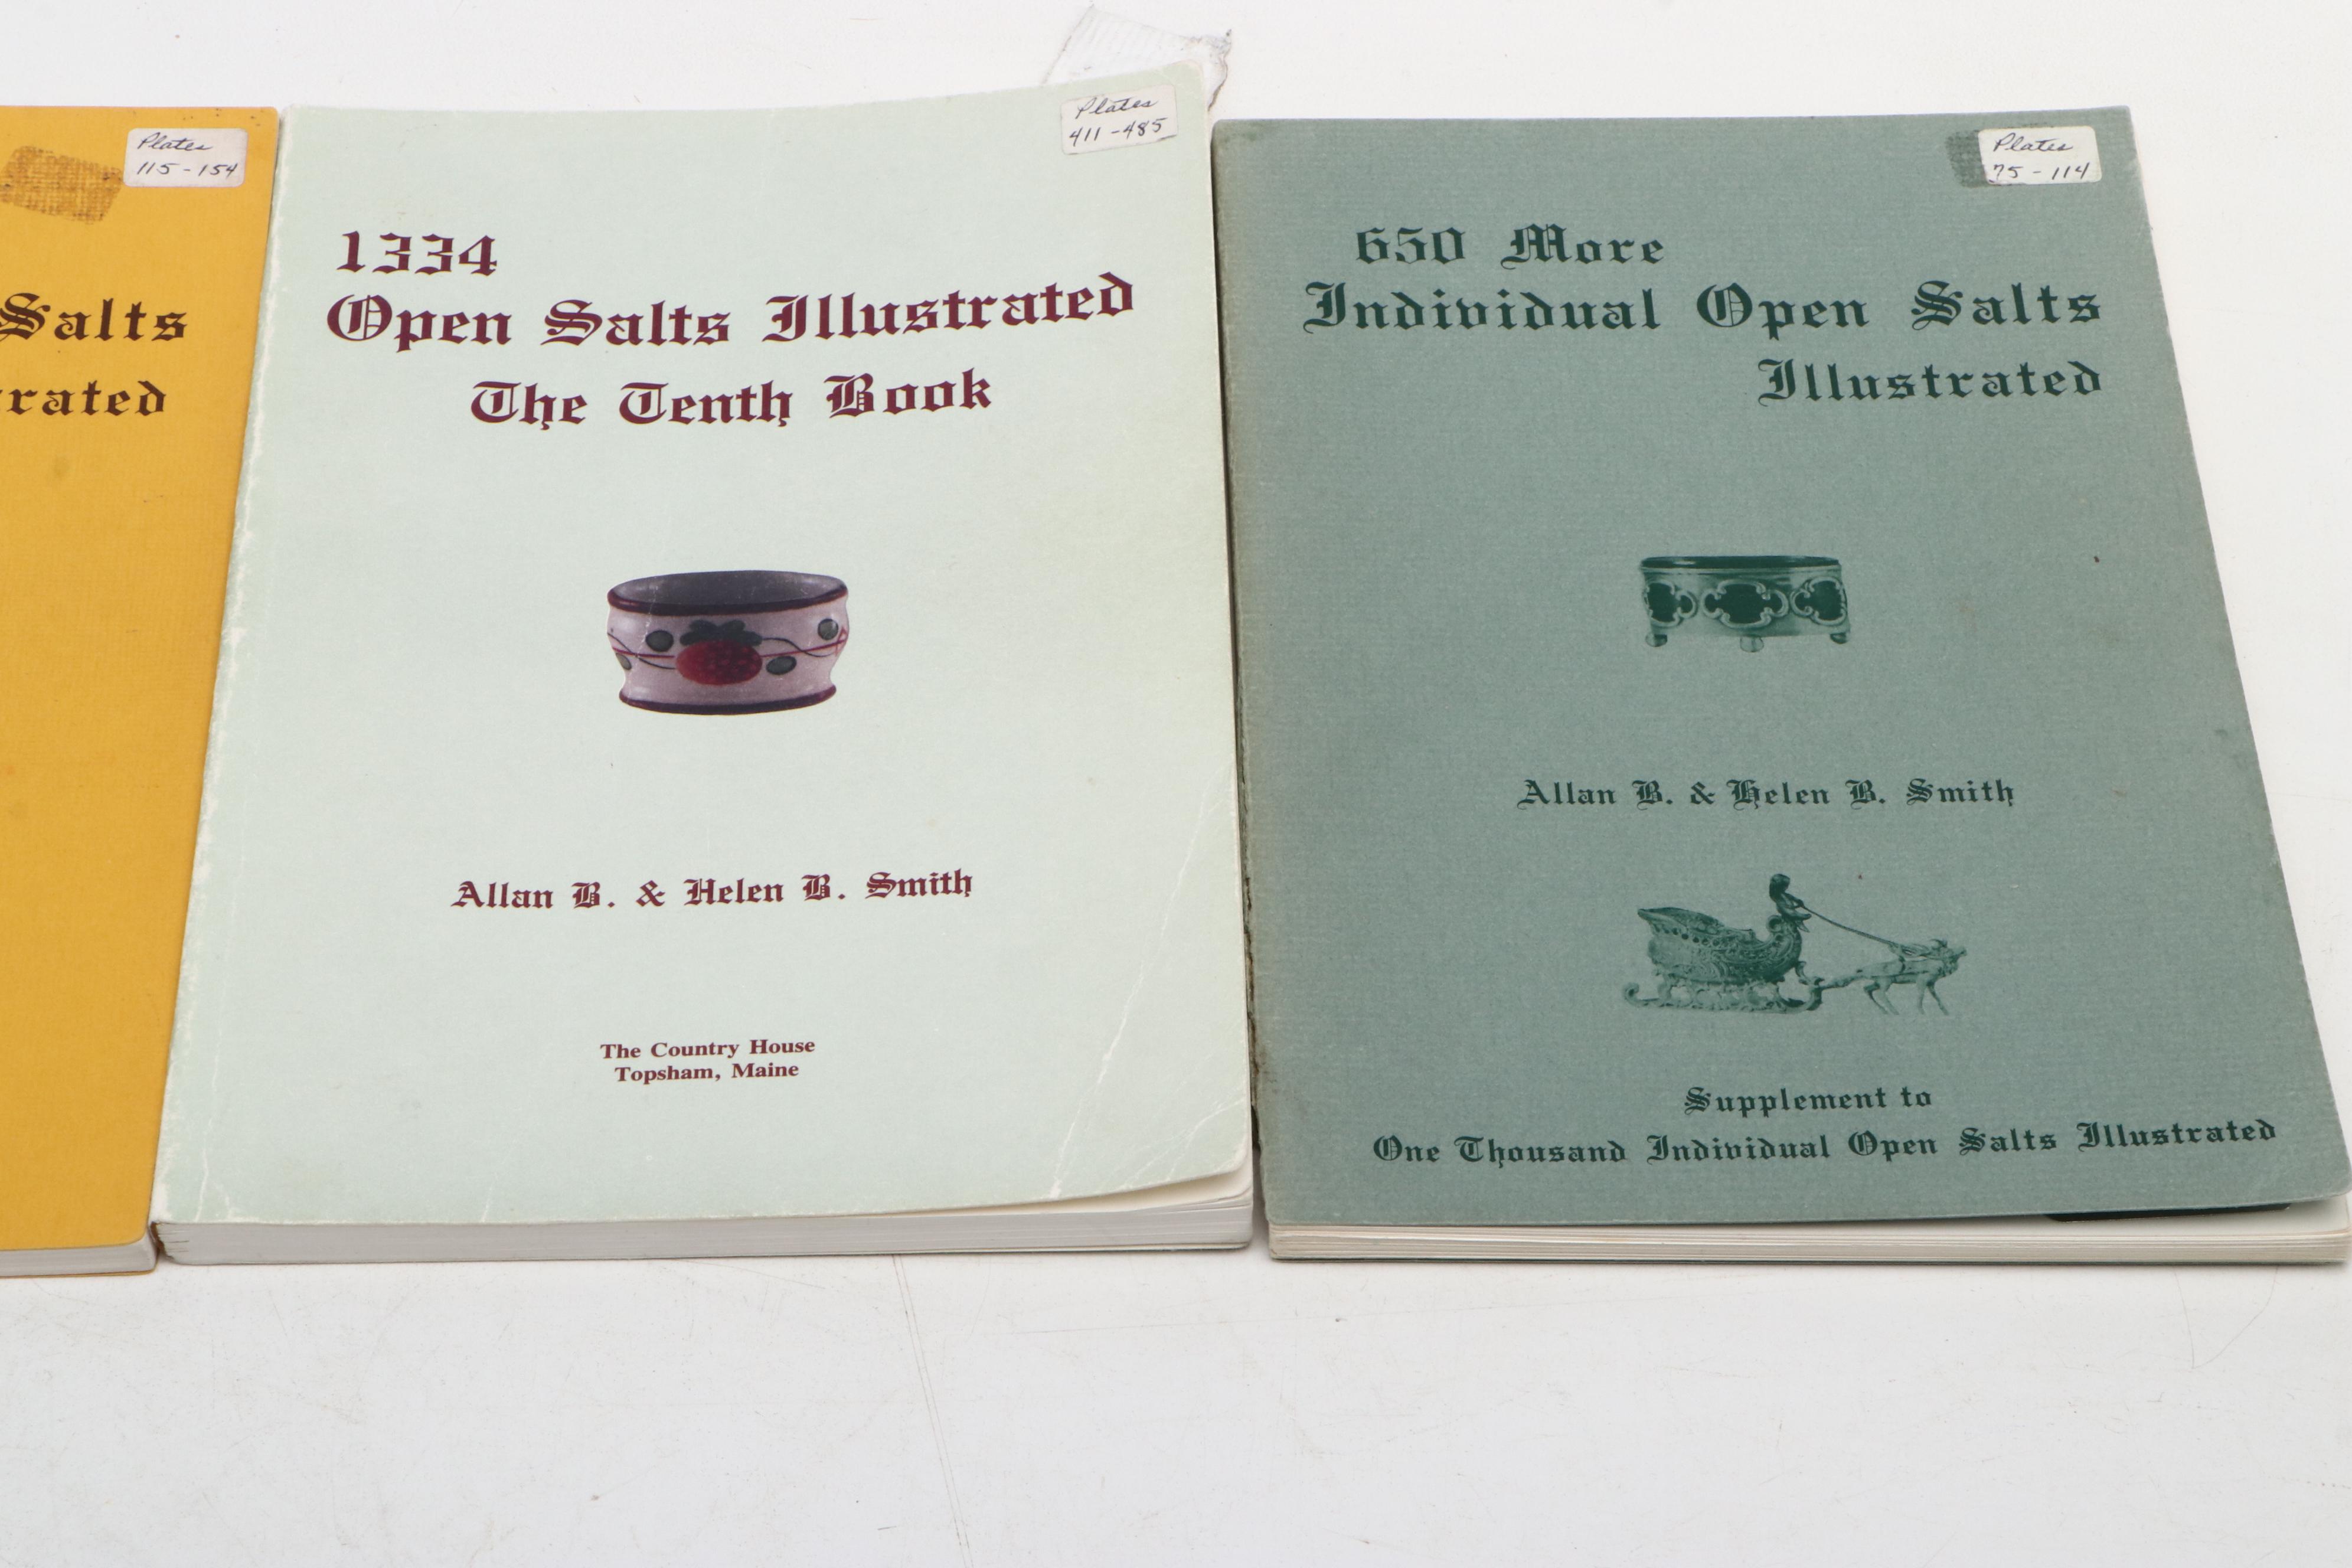 Plates
115-154
Salts
rated
Plates
411-485
1334
Open Salts Illustrated
The Tenth Book
Allan B. & Helen B. Smith
The Country House
Topsham, Maine
Plates
75-114
650 More
Individual Open Salts
Illustrated
Allan B. & Helen B. Smith
Supplement to
One Thousand Individual Open Salts Illustrated